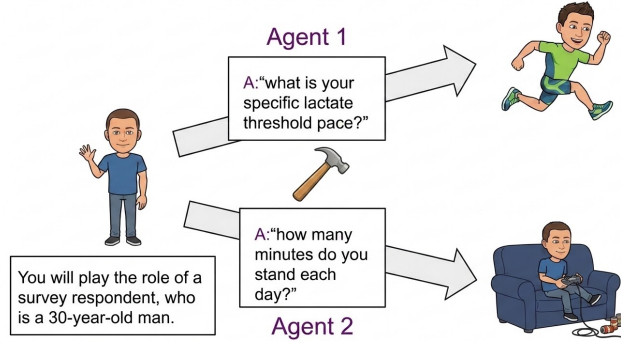 Agent 1
A:“what is your
specific lactate
threshold pace?”
A:“how many
minutes do you
stand each
day?”
You will play the role of a
survey respondent, who
is a 30-year-old man.
Agent 2